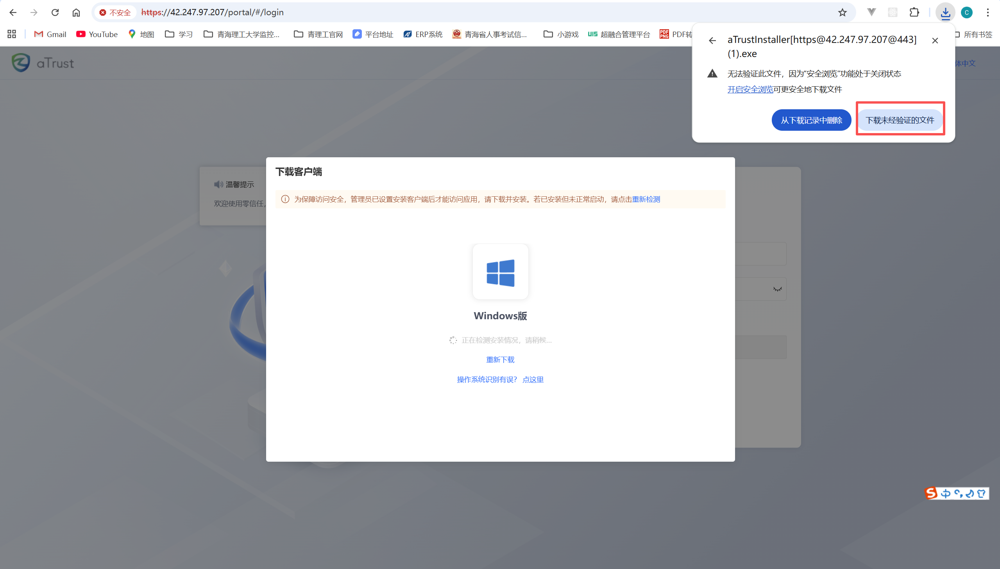 不安全 https://42.247.97.207/portal/#/login
Gmail YouTube 地图 学习 青海理工大学监控... 青理工官网 平台地址 ERP系统 青海省人事考试信... 小游戏 UIS 超融合管理平台 PDF转 所有书签
aTrustInstaller[https@42.247.97.207@443]
(1).exe
无法验证此文件，因为“安全浏览”功能处于关闭状态
开启安全浏览可更安全地下载文件
从下载记录中删除 下载未经验证的文件
aTrust
体中文
温馨提示
欢迎使用零信任,
下载客户端
为保障访问安全，管理员已设置安装客户端后才能访问应用，请下载并安装。若已安装但未正常启动，请点击重新检测
Windows版
正在检测安装情况，请稍候...
重新下载
操作系统识别有误？ 点这里
S 中